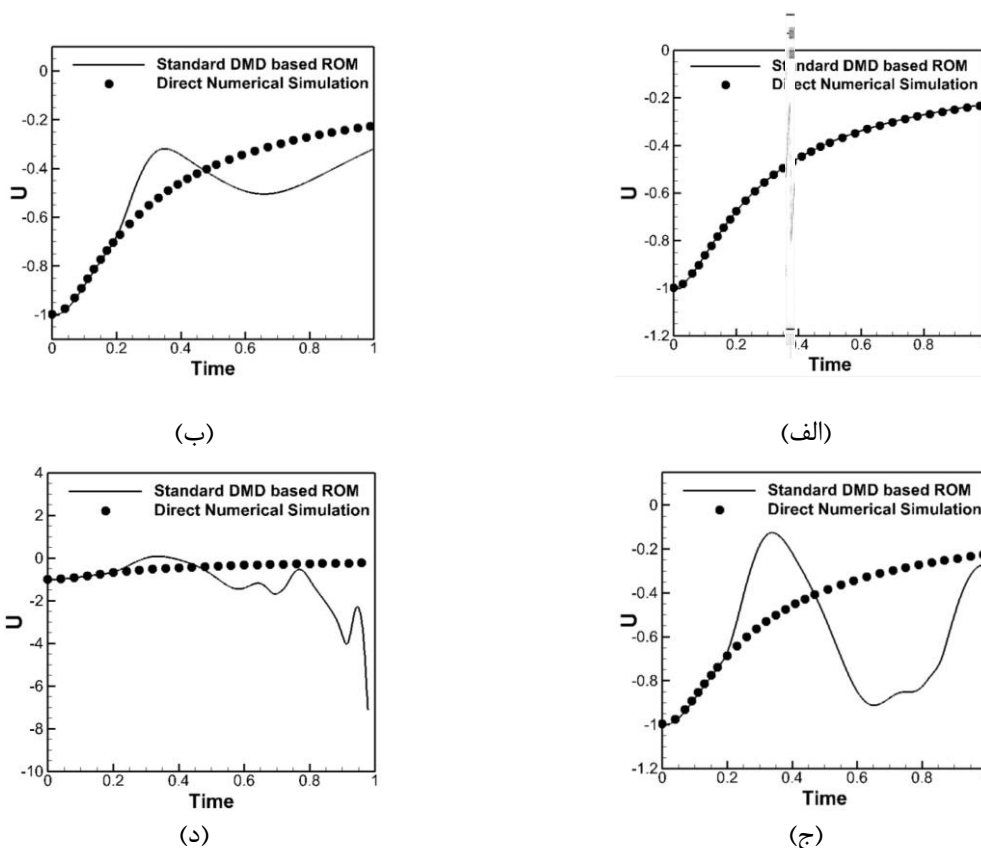 Standard DMD based ROM
Direct Numerical Simulation
0
-0.2
-0.4
-0.6
U
-0.8
-1
-1.2
0 0.2 0.4 0.6 0.8
Time
(الف)
Standard DMD based ROM
Direct Numerical Simulation
0
-0.2
-0.4
U
-0.6
-0.8
-1
0 0.2 0.4 0.6 0.8 1
Time
(ب)
Standard DMD based ROM
Direct Numerical Simulation
0
-0.2
-0.4
-0.6
U
-0.8
-1
-1.2
0 0.2 0.4 0.6 0.8
Time
(ج)
Standard DMD based ROM
Direct Numerical Simulation
4
2
0
-2
U
-4
-6
-8
-10
0 0.2 0.4 0.6 0.8 1
Time
(د)